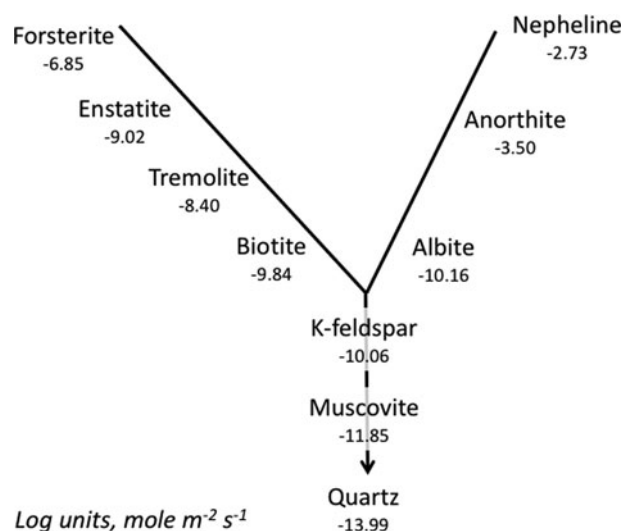 Forsterite
-6.85
Nepheline
-2.73
Enstatite
-9.02
Anorthite
-3.50
Tremolite
-8.40
Biotite
-9.84
Albite
-10.16
K-feldspar
-10.06
Muscovite
-11.85
Quartz
-13.99
Log units, mole m⁻² s⁻¹